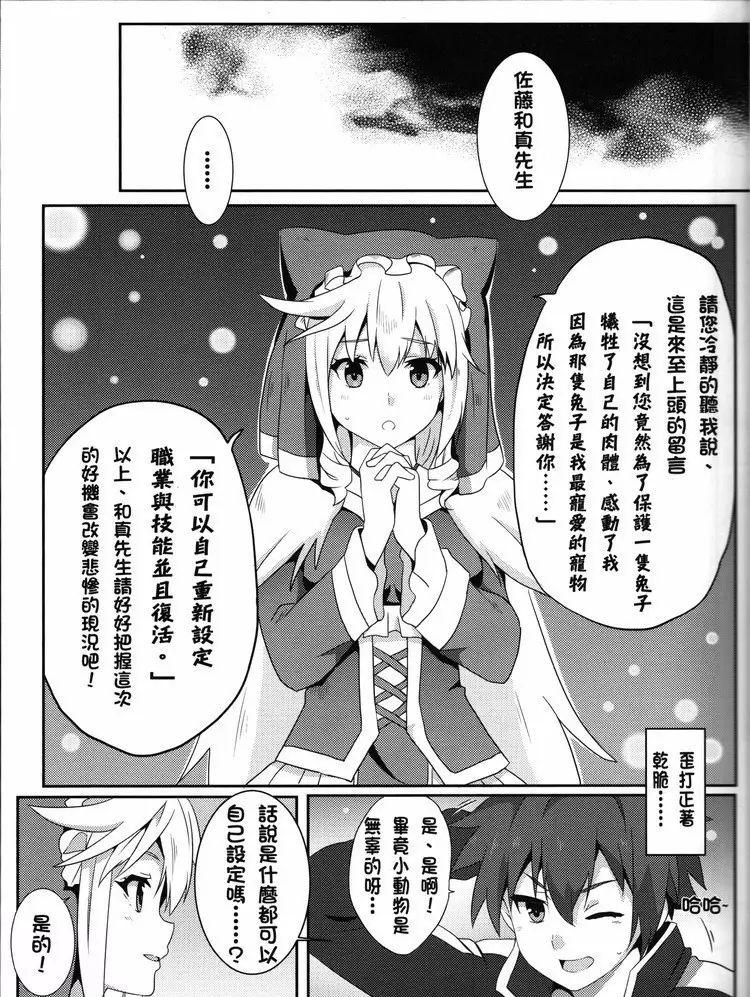 佐藤和真先生
……
請您冷靜的聽我說、
這是來至上頭的留言
「沒想到您竟然為了保護一隻兔子
犧牲了自己的肉體、感動了我
因為那隻兔子是我最寵愛的寵物
所以決定答謝你……」
「你可以自己重新設定
職業與技能並且復活。」
以上、和真先生請好好把握這次
的好機會改變悲慘的現況吧！
歪打正著
乾脆……
哈哈~
是、是啊！
畢竟小動物是
無辜的呀…
話說是什麼都可以
自己設定嗎……？
是的！